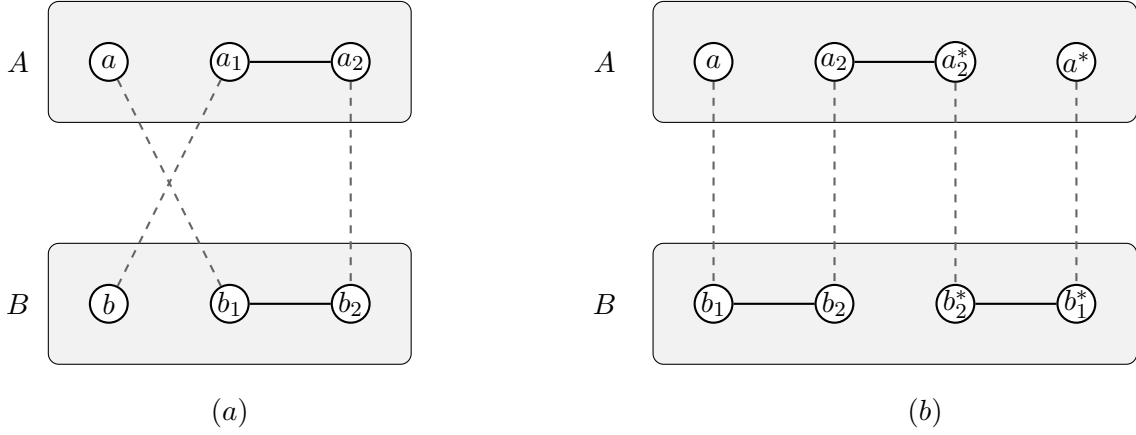 A a a₁ a₂ A a a₂ a₂* a*
B b b₁ b₂ B b₁ b₂ b₂* b₁*
(a) (b)